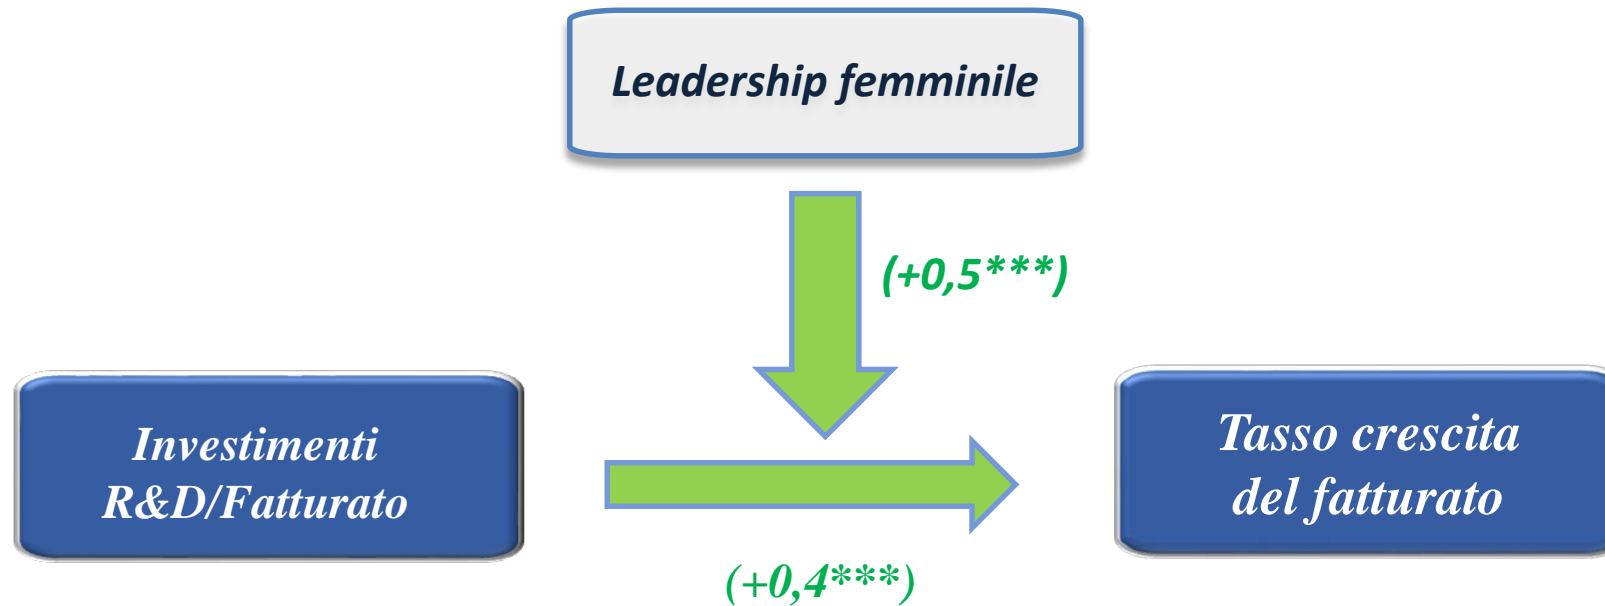 Leadership femminile
(+0,5***)
Investimenti
R&D/Fatturato
Tasso crescita
del fatturato
(+0,4***)